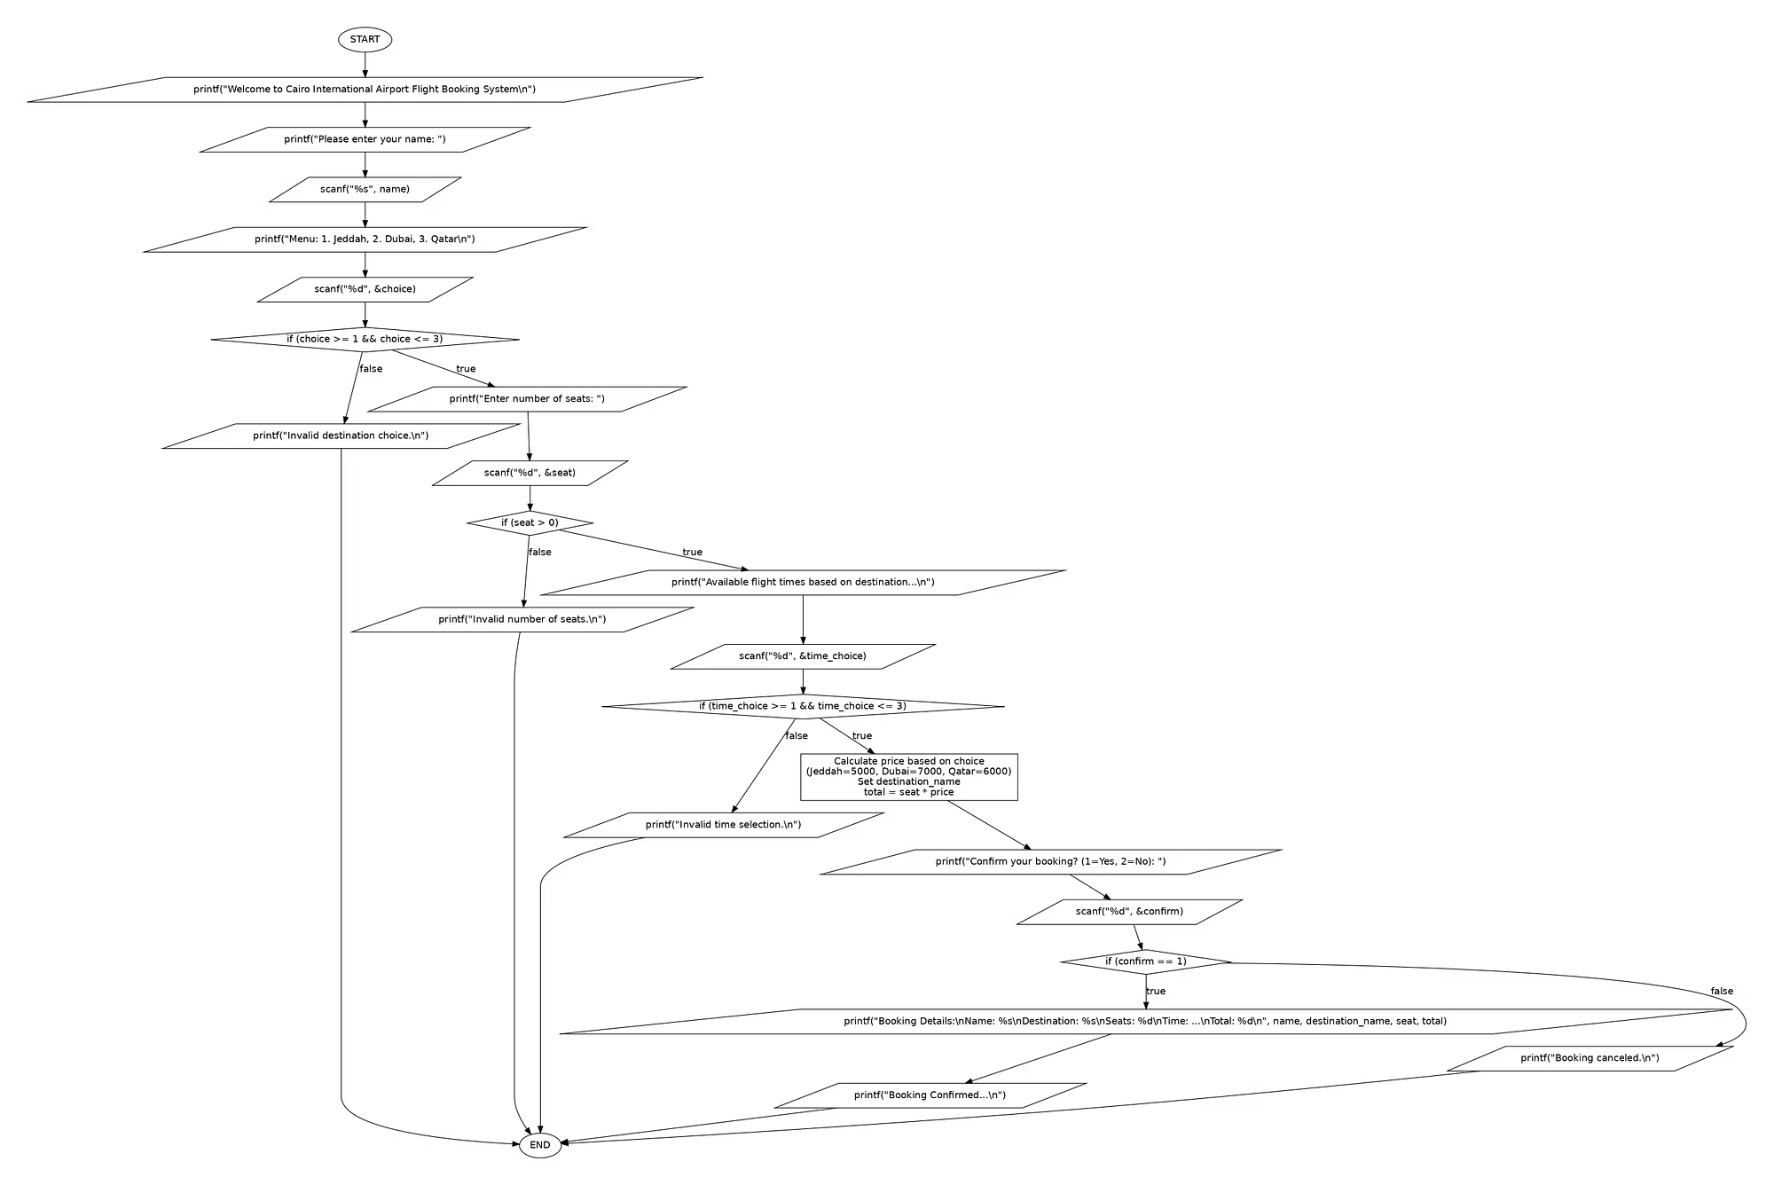 START
printf("Welcome to Cairo International Airport Flight Booking System\n")
printf("Please enter your name: ")
scanf("%s", name)
printf("Menu: 1. Jeddah, 2. Dubai, 3. Qatar\n")
scanf("%d", &choice)
if (choice >= 1 && choice <= 3)
false
true
printf("Enter number of seats: ")
printf("Invalid destination choice.\n")
scanf("%d", &seat)
if (seat > 0)
false
true
printf("Available flight times based on destination...\n")
printf("Invalid number of seats.\n")
scanf("%d", &time_choice)
if (time_choice >= 1 && time_choice <= 3)
false
true
Calculate price based on choice
(Jeddah=5000, Dubai=7000, Qatar=6000)
Set destination_name
total = seat * price
printf("Invalid time selection.\n")
printf("Confirm your booking? (1=Yes, 2=No): ")
scanf("%d", &confirm)
if (confirm == 1)
true
false
printf("Booking Details:\nName: %s\nDestination: %s\nSeats: %d\nTime: ...\nTotal: %d\n", name, destination_name, seat, total)
printf("Booking canceled.\n")
printf("Booking Confirmed...\n")
END